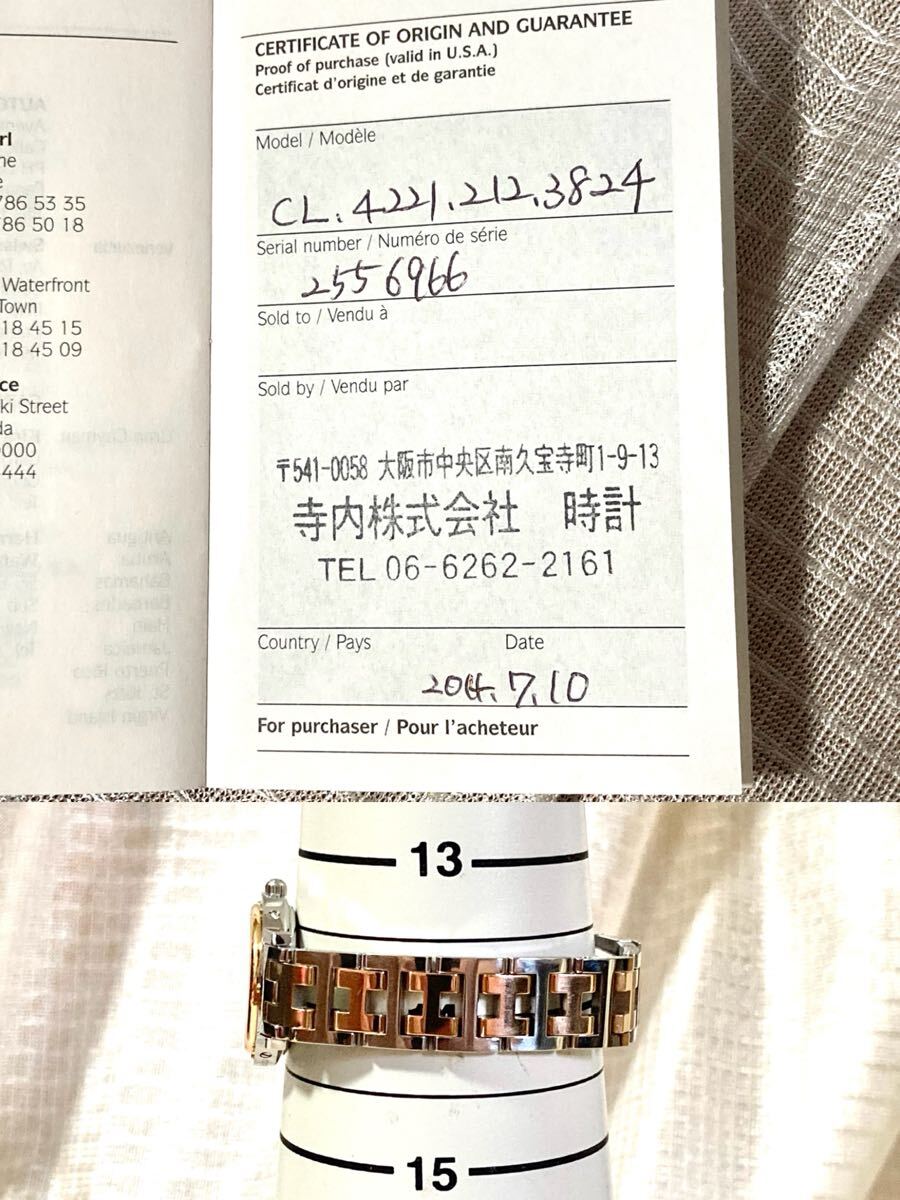 rl
ne
e
786 53 35
786 50 18
Waterfront
Town
18 45 15
18 45 09
ce
ki Street
da
0000
444
CERTIFICATE OF ORIGIN AND GUARANTEE
Proof of purchase (valid in U.S.A.)
Certificat d'origine et de garantie
Model / Modèle
CL.4221.212.3824
Serial number / Numéro de série
2556966
Sold to / Vendu à
Sold by / Vendu par
〒541-0058 大阪市中央区南久宝寺町1-9-13
寺内株式会社 時計
TEL 06-6262-2161
Country / Pays Date
7.10
For purchaser / Pour l'acheteur
13
15